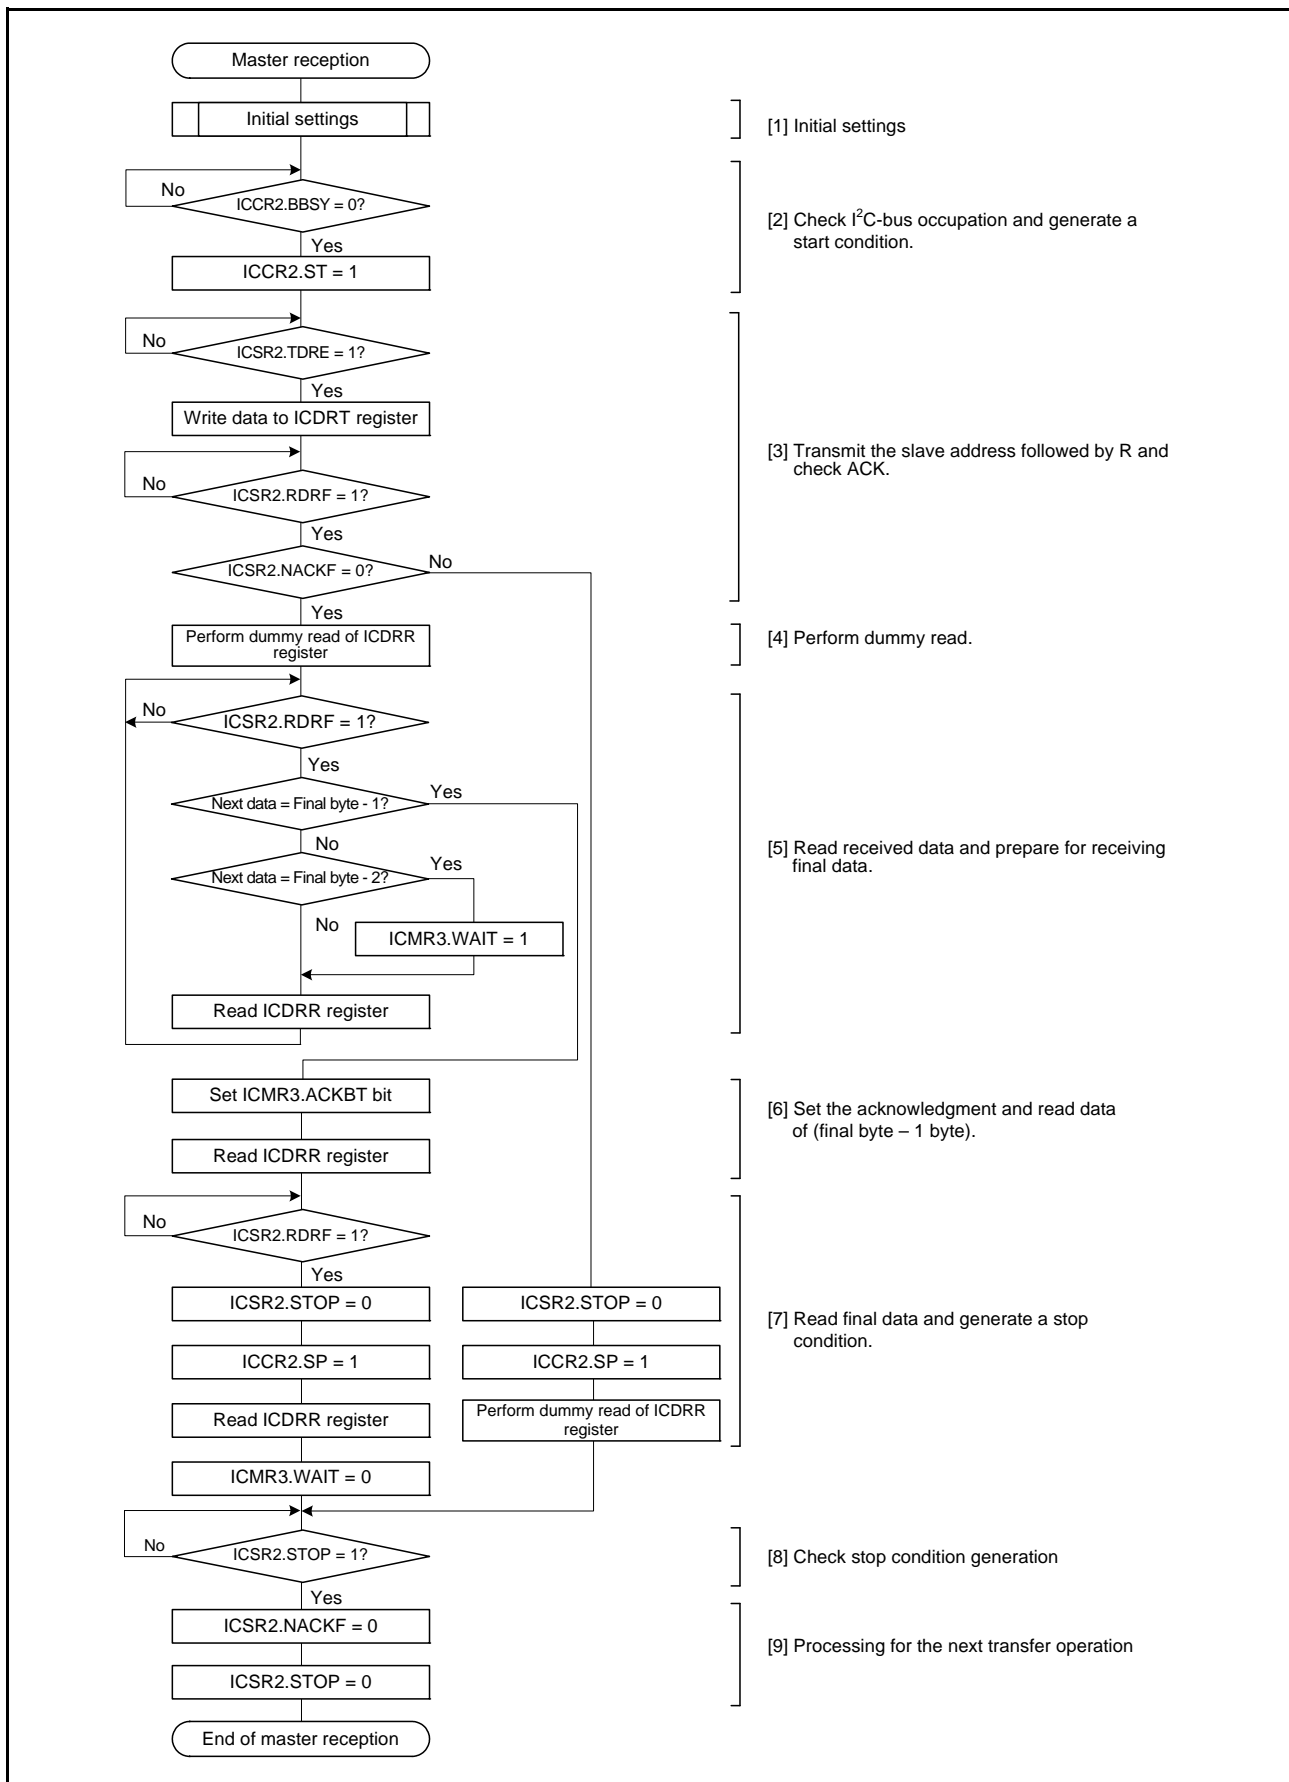 Master reception
Initial settings
[1] Initial settings
No
ICCR2.BBSY = 0?
Yes
ICCR2.ST = 1
[2] Check I²C-bus occupation and generate a
start condition.
No
ICSR2.TDRE = 1?
Yes
Write data to ICDRT register
No
ICSR2.RDRF = 1?
Yes
ICSR2.NACKF = 0?
No
Yes
[3] Transmit the slave address followed by R and
check ACK.
Perform dummy read of ICDRR
register
[4] Perform dummy read.
No
ICSR2.RDRF = 1?
Yes
Next data = Final byte - 1?
Yes
No
Next data = Final byte - 2?
Yes
No
ICMR3.WAIT = 1
Read ICDRR register
[5] Read received data and prepare for receiving
final data.
Set ICMR3.ACKBT bit
Read ICDRR register
[6] Set the acknowledgment and read data
of (final byte – 1 byte).
No
ICSR2.RDRF = 1?
Yes
ICSR2.STOP = 0
ICCR2.SP = 1
Read ICDRR register
ICMR3.WAIT = 0
ICSR2.STOP = 0
ICCR2.SP = 1
Perform dummy read of ICDRR
register
[7] Read final data and generate a stop
condition.
No
ICSR2.STOP = 1?
Yes
[8] Check stop condition generation
ICSR2.NACKF = 0
ICSR2.STOP = 0
[9] Processing for the next transfer operation
End of master reception